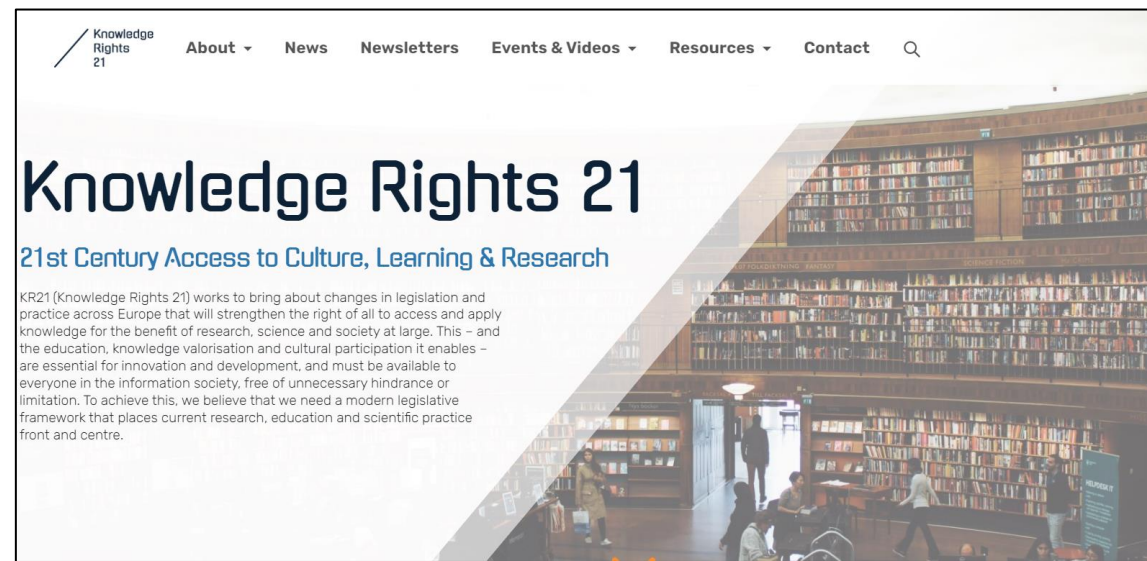 Knowledge
Rights
21
About
News
Newsletters
Events & Videos
Resources
Contact
Knowledge Rights 21
21st Century Access to Culture, Learning & Research
KR21 (Knowledge Rights 21) works to bring about changes in legislation and
practice across Europe that will strengthen the right of all to access and apply
knowledge for the benefit of research, science and society at large. This – and
the education, knowledge valorisation and cultural participation it enables –
are essential for innovation and development, and must be available to
everyone in the information society, free of unnecessary hindrance or
limitation. To achieve this, we believe that we need a modern legislative
framework that places current research, education and scientific practice
front and centre.
FANTASY
SCIENCE FICTION
HELPDESK IT